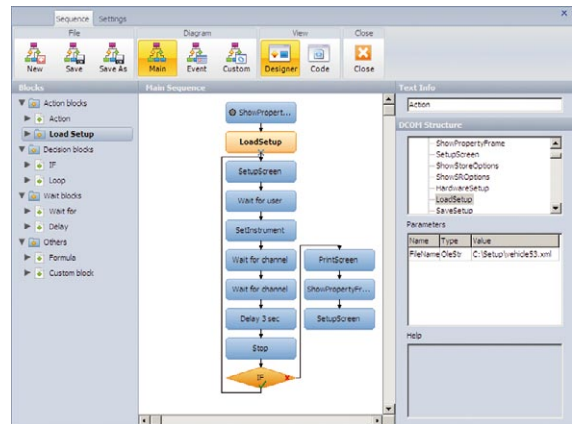 Sequence Settings
File Diagram View Close
New Save Save As Main Event Custom Designer Code Close
Blocks
Action blocks
Action
Load Setup
Decision blocks
IF
Loop
Wait blocks
Wait for
Delay
Others
Formula
Custom block
Main Sequence
ShowPropert...
LoadSetup
SetupScreen
Wait for user
SetInstrument
Wait for channel
Wait for channel
Delay 3 sec
Stop
IF
PrintScreen
ShowPropertyFr...
SetupScreen
Text Info
Action
DCOM Structure
ShowPropertyFrame
SetupScreen
ShowStoreOptions
ShowSROptions
HardwareSetup
LoadSetup
SaveSetup
Parameters
Name Type Value
FileName OleStr C:\Setup\vehicle53.xml
Help